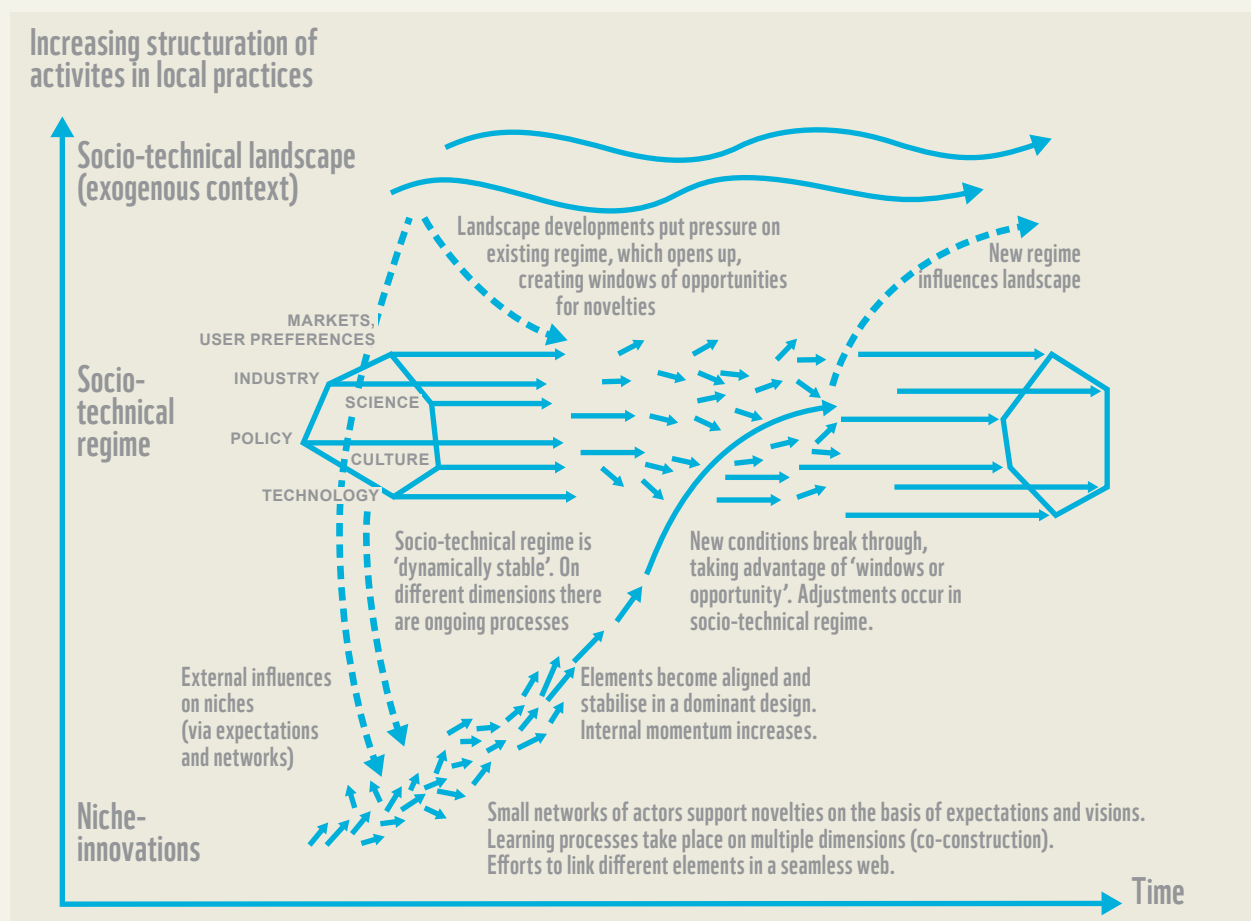 Increasing structuration of
activites in local practices
Socio-technical landscape
(exogenous context)
Landscape developments put pressure on
existing regime, which opens up,
creating windows of opportunities
for novelties
New regime
influences landscape
MARKETS,
USER PREFERENCES
INDUSTRY
SCIENCE
POLICY
CULTURE
TECHNOLOGY
Socio-
technical
regime
Socio-technical regime is
‘dynamically stable’. On
different dimensions there
are ongoing processes
New conditions break through,
taking advantage of ‘windows or
opportunity’. Adjustments occur in
socio-technical regime.
External influences
on niches
(via expectations
and networks)
Elements become aligned and
stabilise in a dominant design.
Internal momentum increases.
Niche-
innovations
Small networks of actors support novelties on the basis of expectations and visions.
Learning processes take place on multiple dimensions (co-construction).
Efforts to link different elements in a seamless web.
Time